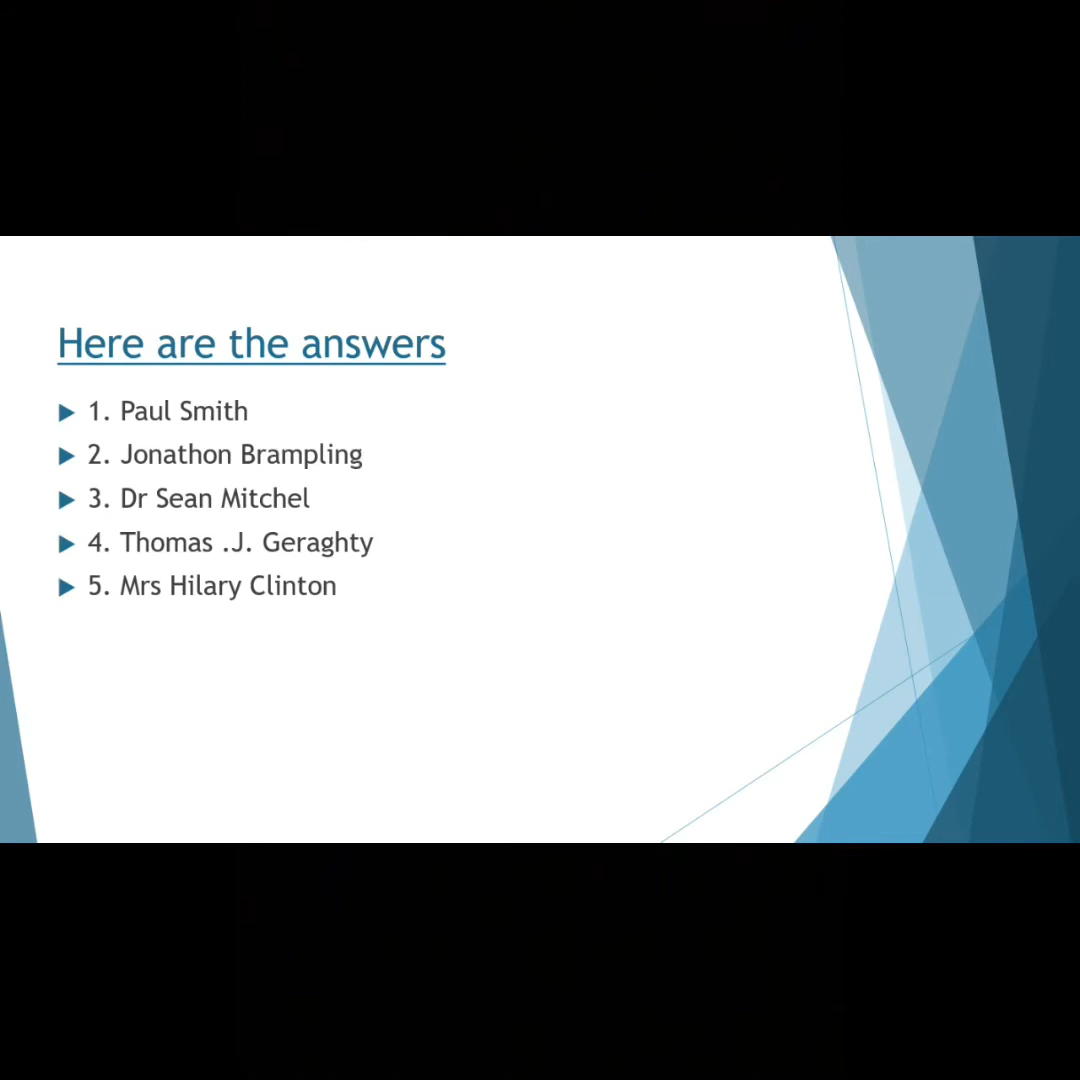 Here are the answers
1. Paul Smith
2. Jonathon Brampling
3. Dr Sean Mitchel
4. Thomas .J. Geraghty
5. Mrs Hilary Clinton